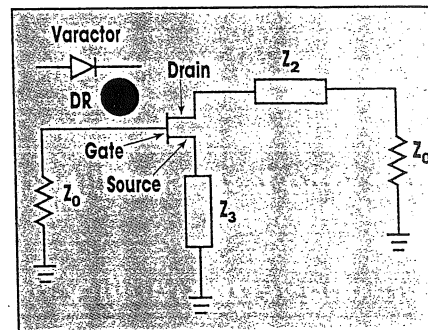 Varactor
DR
Drain
Z2
Gate
Source
Z0
Z3
Z0